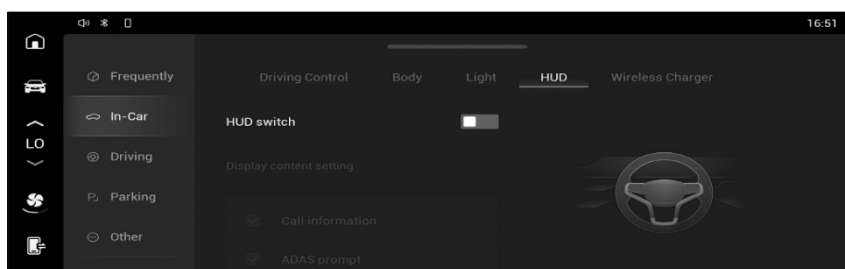 16:51
Frequently
Driving Control Body Light HUD Wireless Charger
In-Car
HUD switch
LO
Driving
Display content setting
Parking
Call information
Other
ADAS prompt